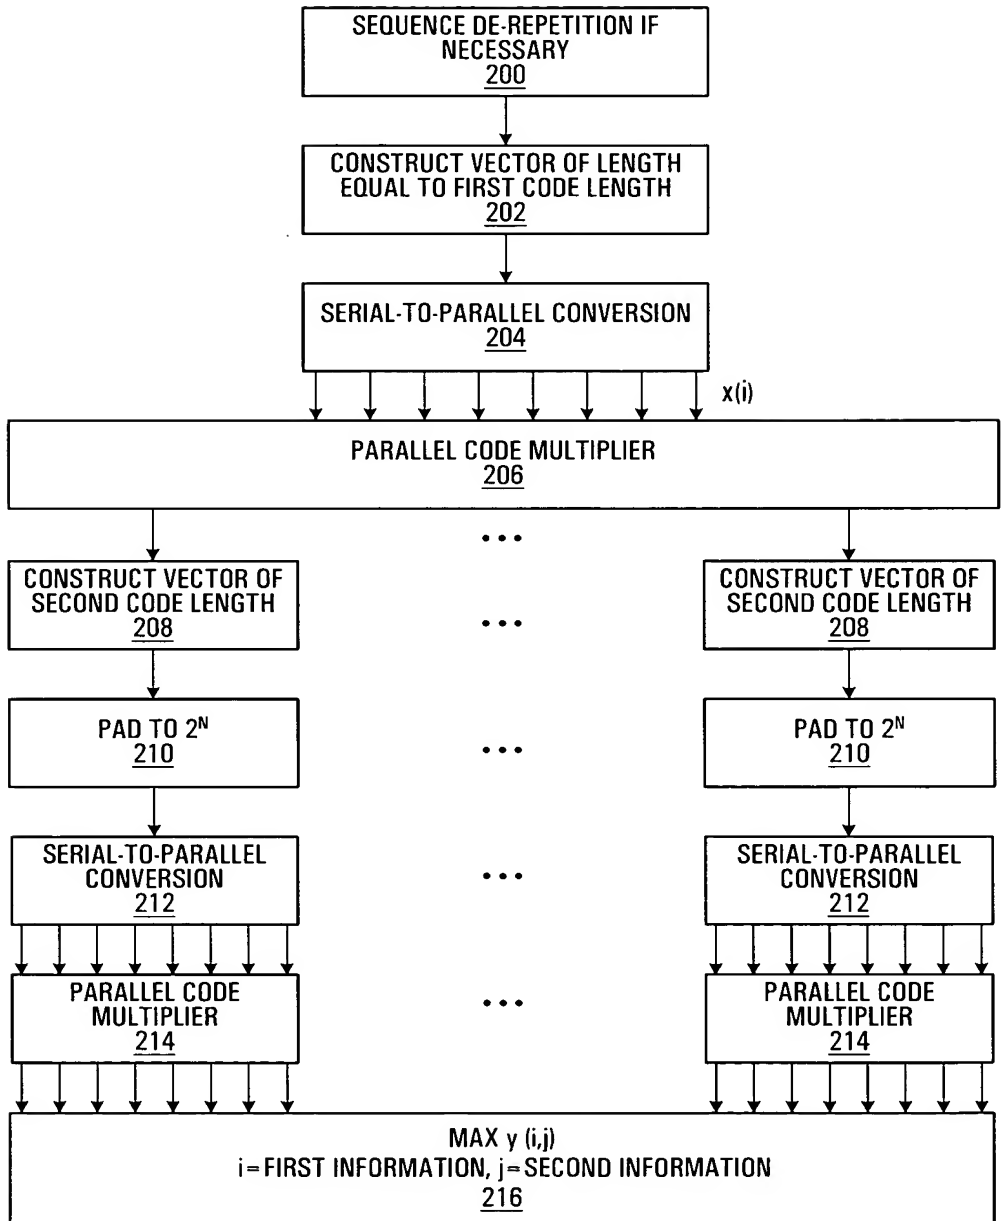 SEQUENCE DE-REPETITION IF
NECESSARY
200
CONSTRUCT VECTOR OF LENGTH
EQUAL TO FIRST CODE LENGTH
202
SERIAL-TO-PARALLEL CONVERSION
204
x(i)
PARALLEL CODE MULTIPLIER
206
...
CONSTRUCT VECTOR OF
SECOND CODE LENGTH
208
...
CONSTRUCT VECTOR OF
SECOND CODE LENGTH
208
PAD TO 2^N
210
...
PAD TO 2^N
210
SERIAL-TO-PARALLEL
CONVERSION
212
...
SERIAL-TO-PARALLEL
CONVERSION
212
PARALLEL CODE
MULTIPLIER
214
...
PARALLEL CODE
MULTIPLIER
214
MAX y (i,j)
i=FIRST INFORMATION, j=SECOND INFORMATION
216